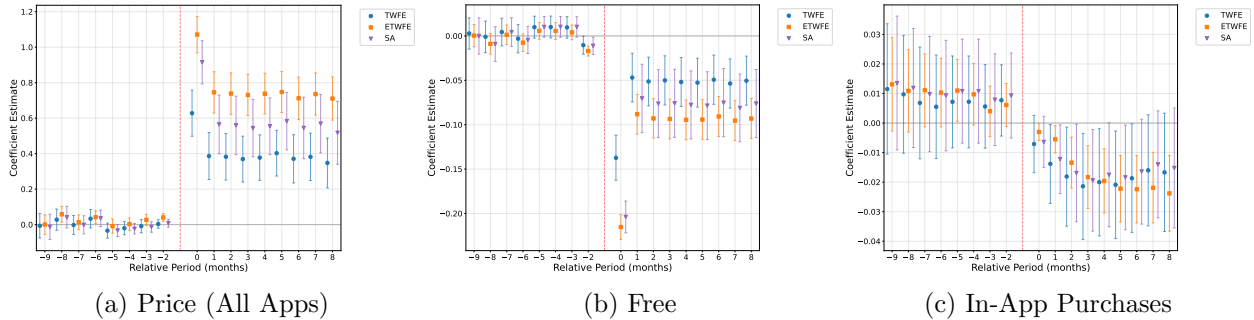 TWFE
ETWFE
SA
Coefficient Estimate
1.2
1.0
0.8
0.6
0.4
0.2
0.0
−9 −8 −7 −6 −5 −4 −3 −2 0 1 2 3 4 5 6 7 8
Relative Period (months)
(a) Price (All Apps)
TWFE
ETWFE
SA
Coefficient Estimate
0.00
−0.05
−0.10
−0.15
−0.20
−9 −8 −7 −6 −5 −4 −3 −2 0 1 2 3 4 5 6 7 8
Relative Period (months)
(b) Free
TWFE
ETWFE
SA
Coefficient Estimate
0.03
0.02
0.01
0.00
−0.01
−0.02
−0.03
−0.04
−9 −8 −7 −6 −5 −4 −3 −2 0 1 2 3 4 5 6 7 8
Relative Period (months)
(c) In-App Purchases